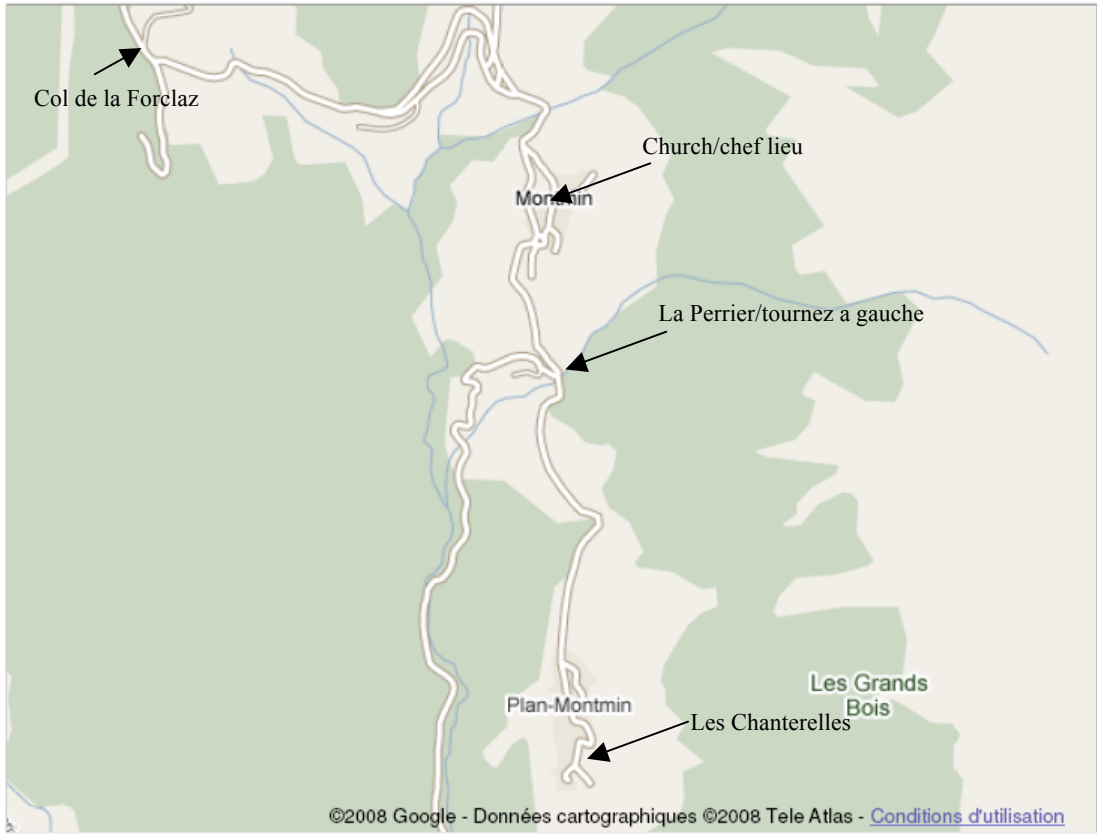 Col de la Forclaz
Church/chef lieu
Montmin
La Perrier/tournez a gauche
Les Grands
Bois
Plan-Montmin
Les Chanterelles
©2008 Google - Données cartographiques ©2008 Tele Atlas - Conditions d'utilisation